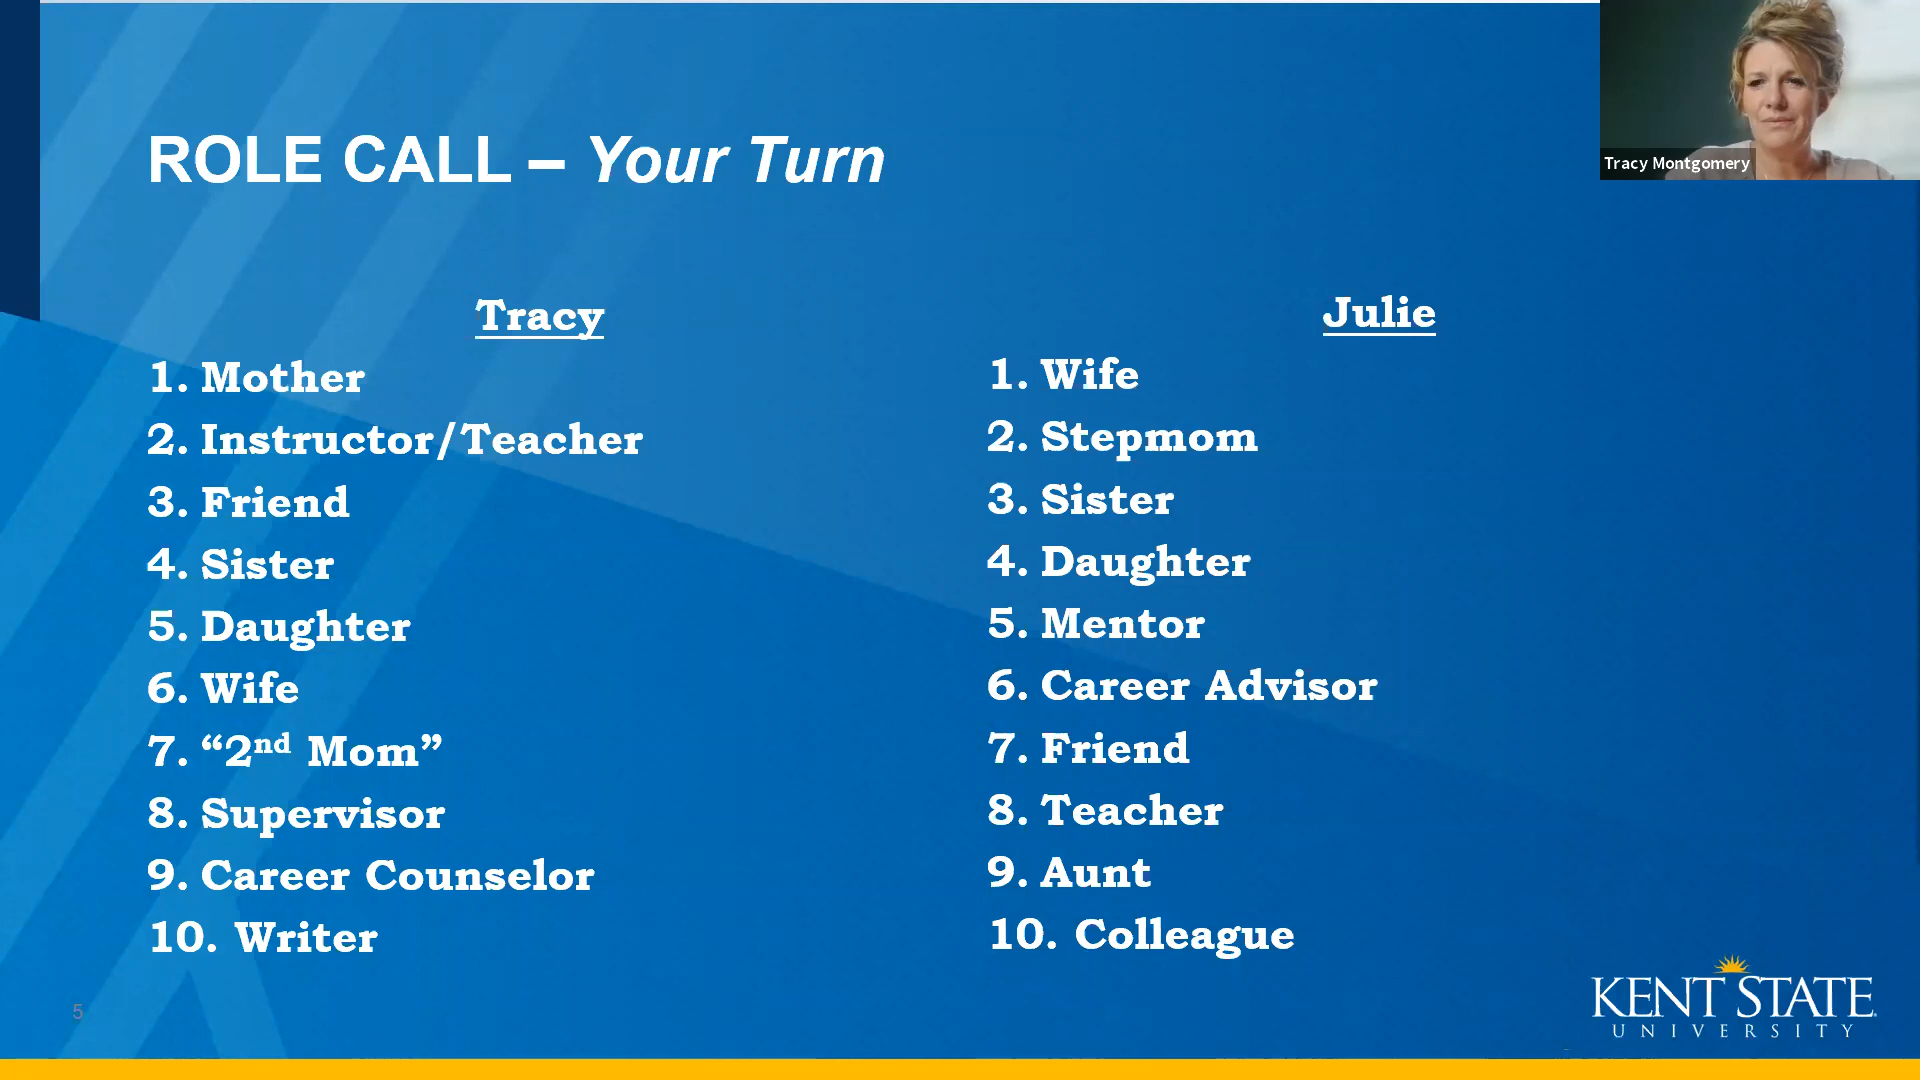 Tracy Montgomery
ROLE CALL – Your Turn
Tracy
1. Mother
2. Instructor/Teacher
3. Friend
4. Sister
5. Daughter
6. Wife
7. “2nd Mom”
8. Supervisor
9. Career Counselor
10. Writer
Julie
1. Wife
2. Stepmom
3. Sister
4. Daughter
5. Mentor
6. Career Advisor
7. Friend
8. Teacher
9. Aunt
10. Colleague
5
KENT STATE
UNIVERSITY